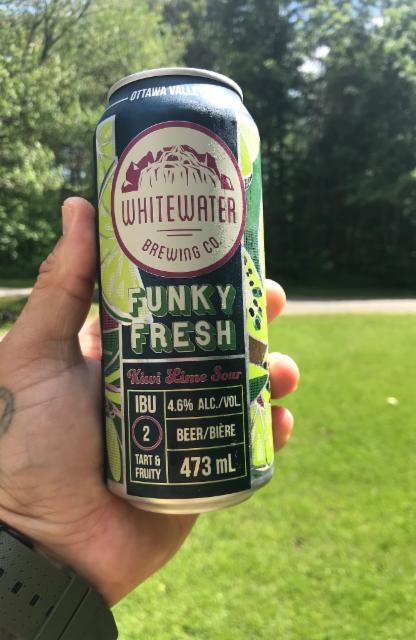 OTTAWA VALLEY
WHITEWATER
BREWING CO.
FUNKY
FRESH
Kiwi Lime Sour
IBU
2
TART &
FRUITY
4.6% ALC./VOL.
BEER/BIÈRE
473 mL